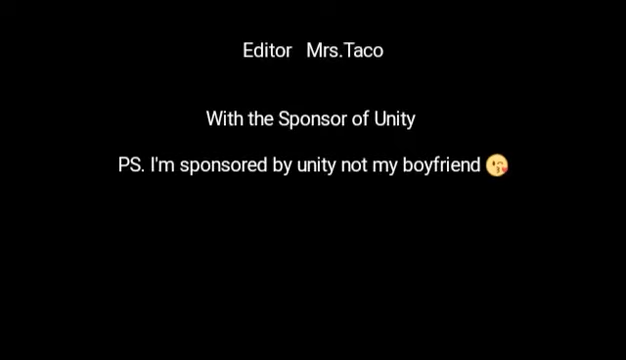 Editor Mrs.Taco
With the Sponsor of Unity
PS. I'm sponsored by unity not my boyfriend 😘